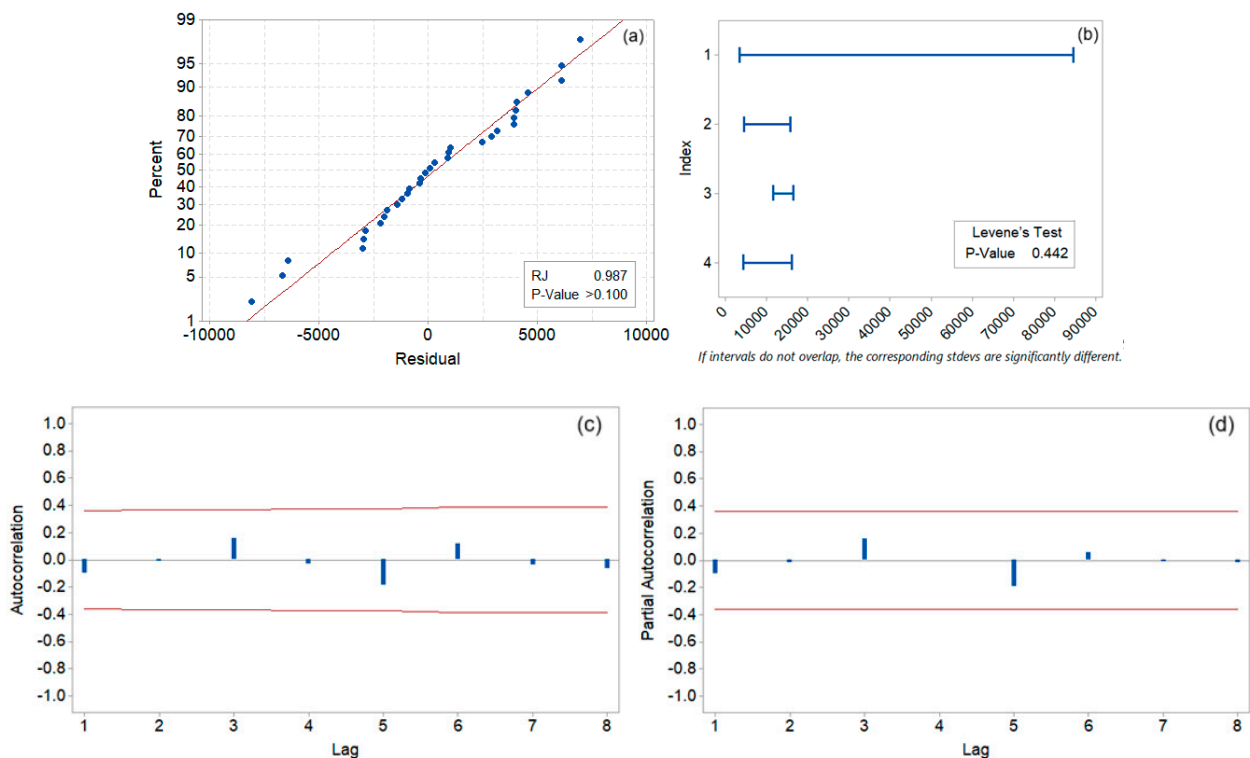 (a)
99
95
90
80
70
60
50
40
30
20
10
5
1
Percent
-10000 -5000 0 5000 10000
Residual
RJ 0.987
P-Value >0.100
(b)
1
2
3
4
Index
Levene's Test
P-Value 0.442
0 10000 20000 30000 40000 50000 60000 70000 80000 90000
If intervals do not overlap, the corresponding stdevs are significantly different.
(c)
1.0
0.8
0.6
0.4
0.2
0.0
-0.2
-0.4
-0.6
-0.8
-1.0
Autocorrelation
1 2 3 4 5 6 7 8
Lag
(d)
1.0
0.8
0.6
0.4
0.2
0.0
-0.2
-0.4
-0.6
-0.8
-1.0
Partial Autocorrelation
1 2 3 4 5 6 7 8
Lag